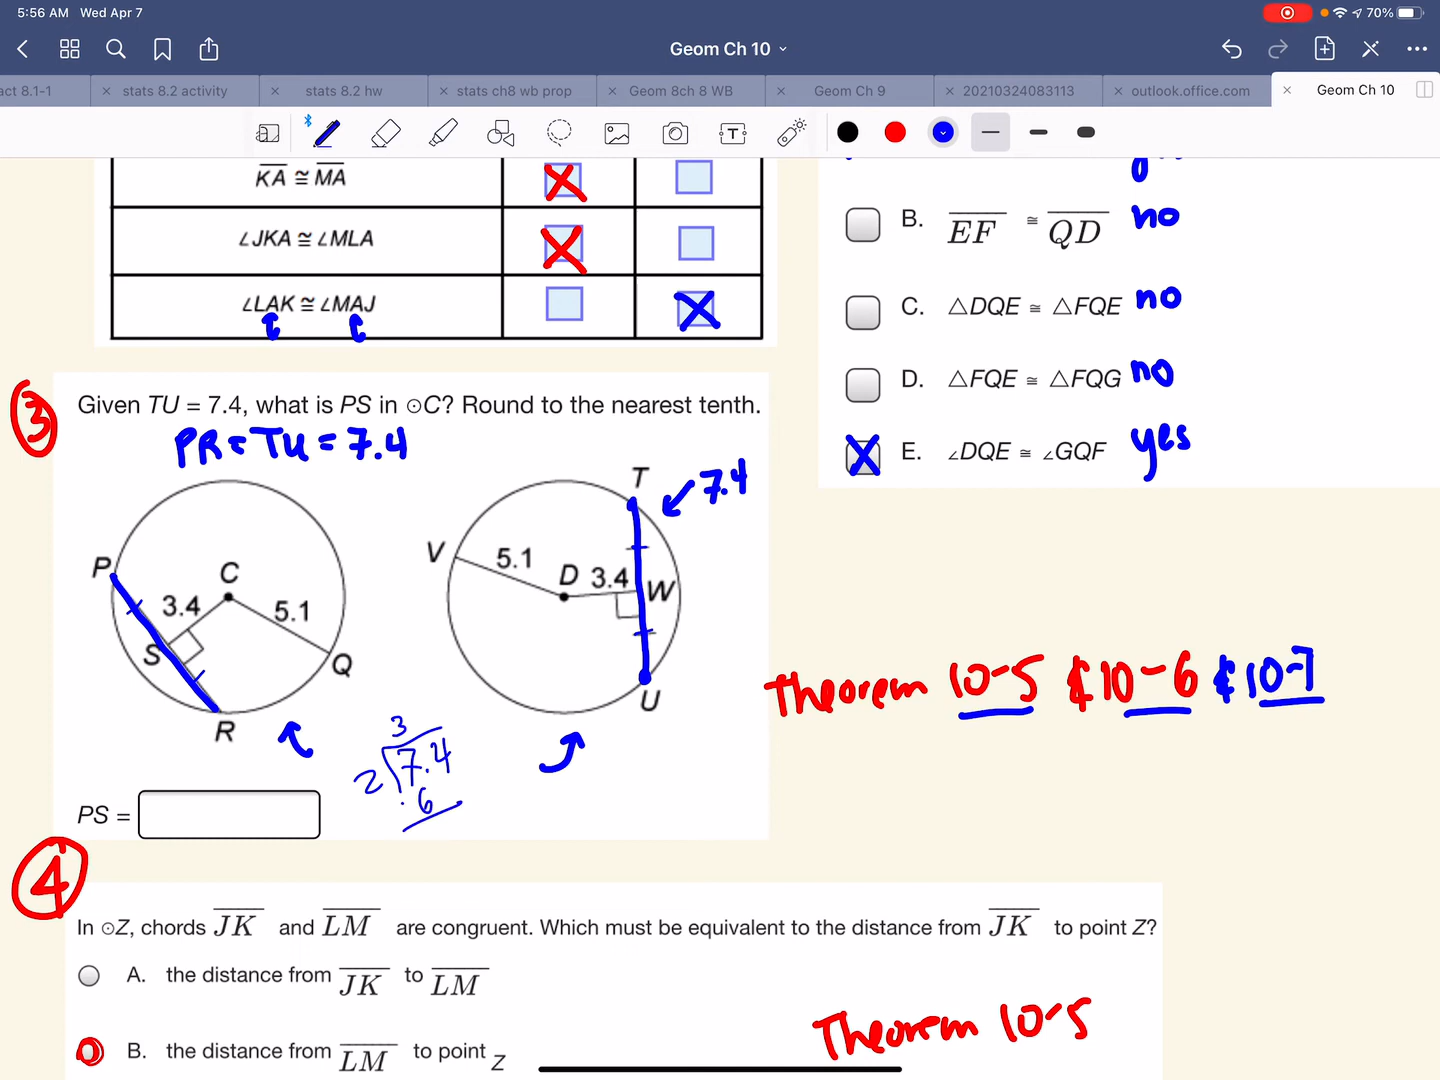 5:56 AM Wed Apr 7
70%
Geom Ch 10
act 8.1-1
stats 8.2 activity
stats 8.2 hw
stats ch8 wb prop
Geom 8ch 8 WB
Geom Ch 9
20210324083113
outlook.office.com
Geom Ch 10
KA ≅ MA
∠JKA ≅ ∠MLA
∠LAK ≅ ∠MAJ
B. EF ≅ QD no
C. △DQE ≅ △FQE no
D. △FQE ≅ △FQG no
E. ∠DQE ≅ ∠GQF yes
3
Given TU = 7.4, what is PS in ⊙C? Round to the nearest tenth.
PR = TU = 7.4
T
7.4
P
C
3.4
5.1
S
Q
R
V
5.1
D
3.4
W
U
3
2 7.4
6
PS =
Theorem 10-5 & 10-6 & 10-7
4
In ⊙Z, chords JK and LM are congruent. Which must be equivalent to the distance from JK to point Z?
A. the distance from JK to LM
B. the distance from LM to point Z
Theorem 10-5